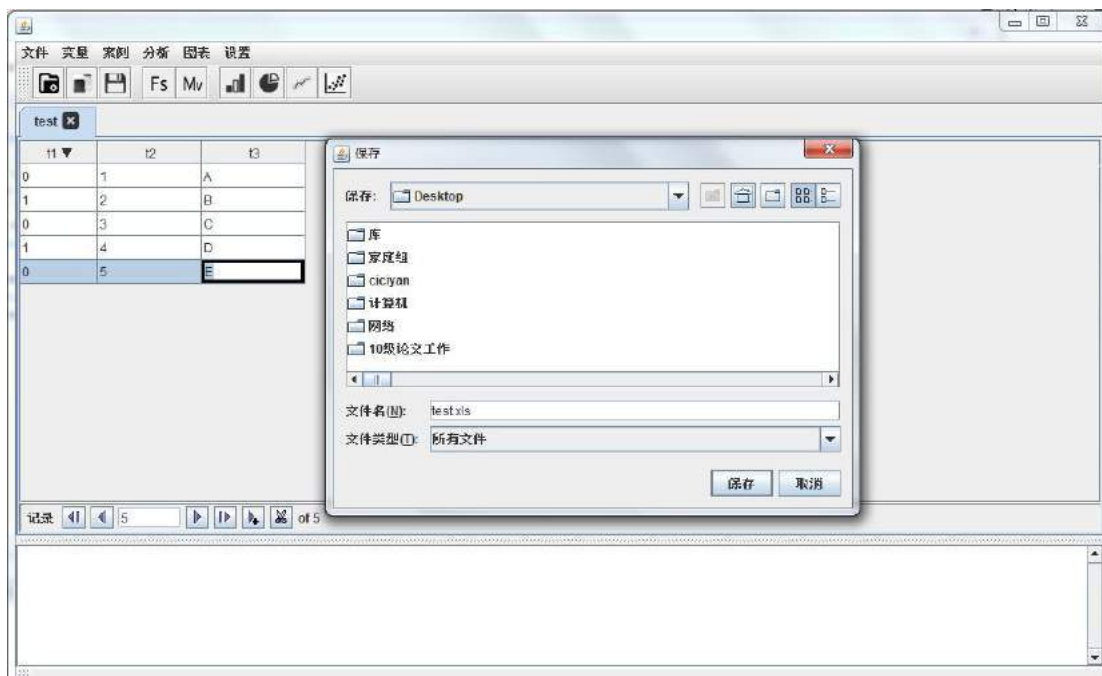 文件 变量 案例 分析 图表 设置
Fs Mv
test
t1 t2 t3
0 1 A
1 2 B
0 3 C
1 4 D
0 5 E
保存
保存: Desktop
库
家庭组
ciciyan
计算机
网络
10级论文工作
文件名(N): test.xls
文件类型(T): 所有文件
保存 取消
记录 5 of 5